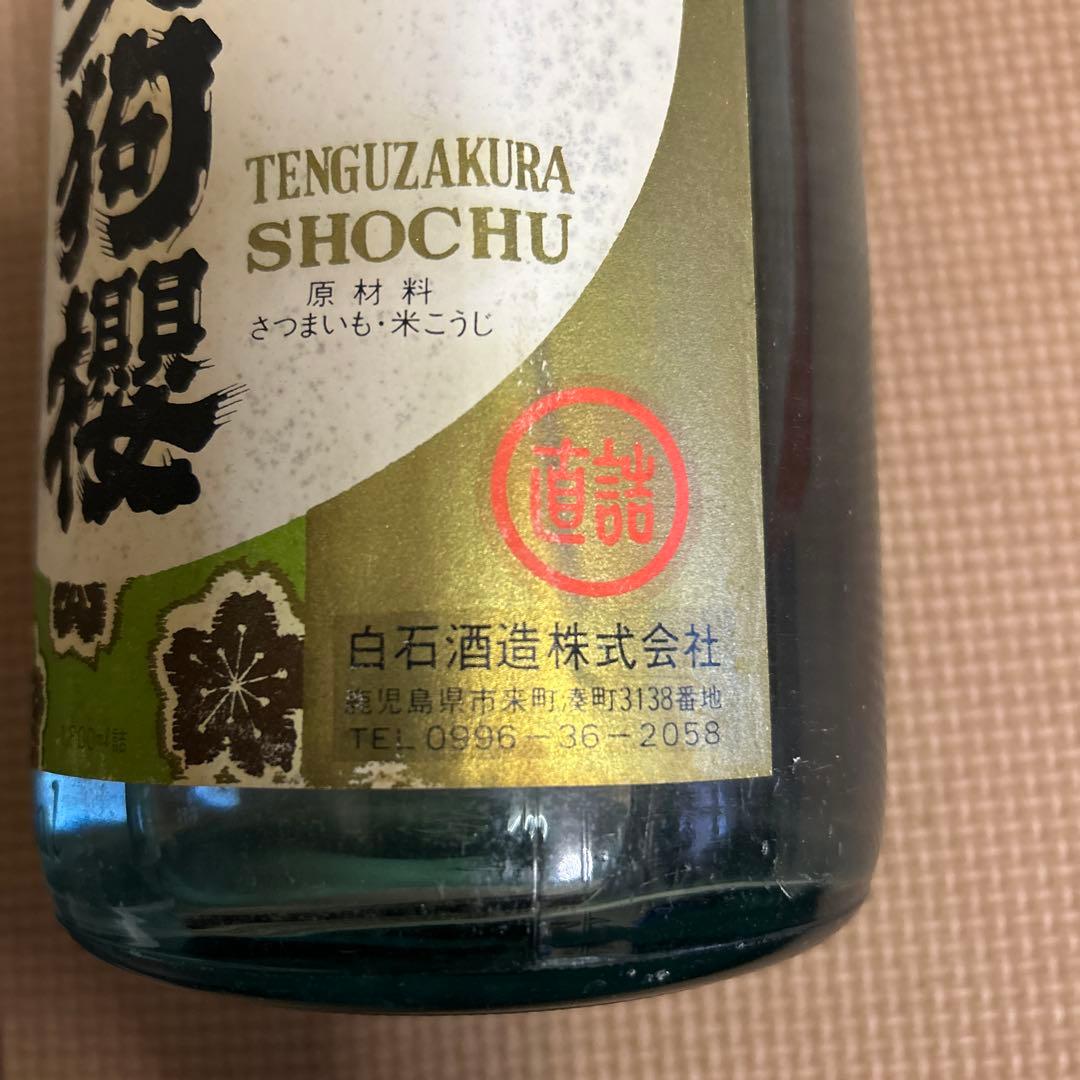 天狗櫻
TENGUZAKURA
SHOCHU
原材料
さつまいも・米こうじ
直詰
白石酒造株式会社
鹿児島県市来町湊町3138番地
TEL 0996-36-2058